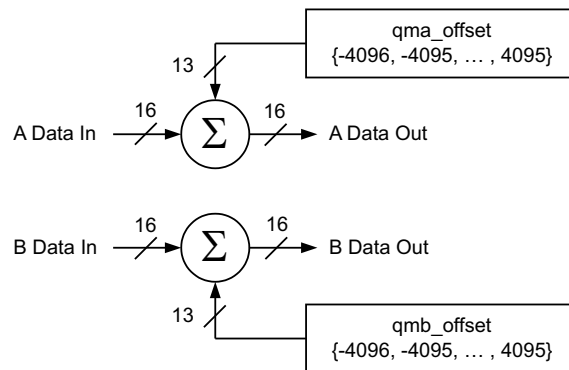 qma_offset
{-4096, -4095, … , 4095}
13
16
16
A Data In
Σ
A Data Out
16
16
B Data In
Σ
B Data Out
13
qmb_offset
{-4096, -4095, … , 4095}